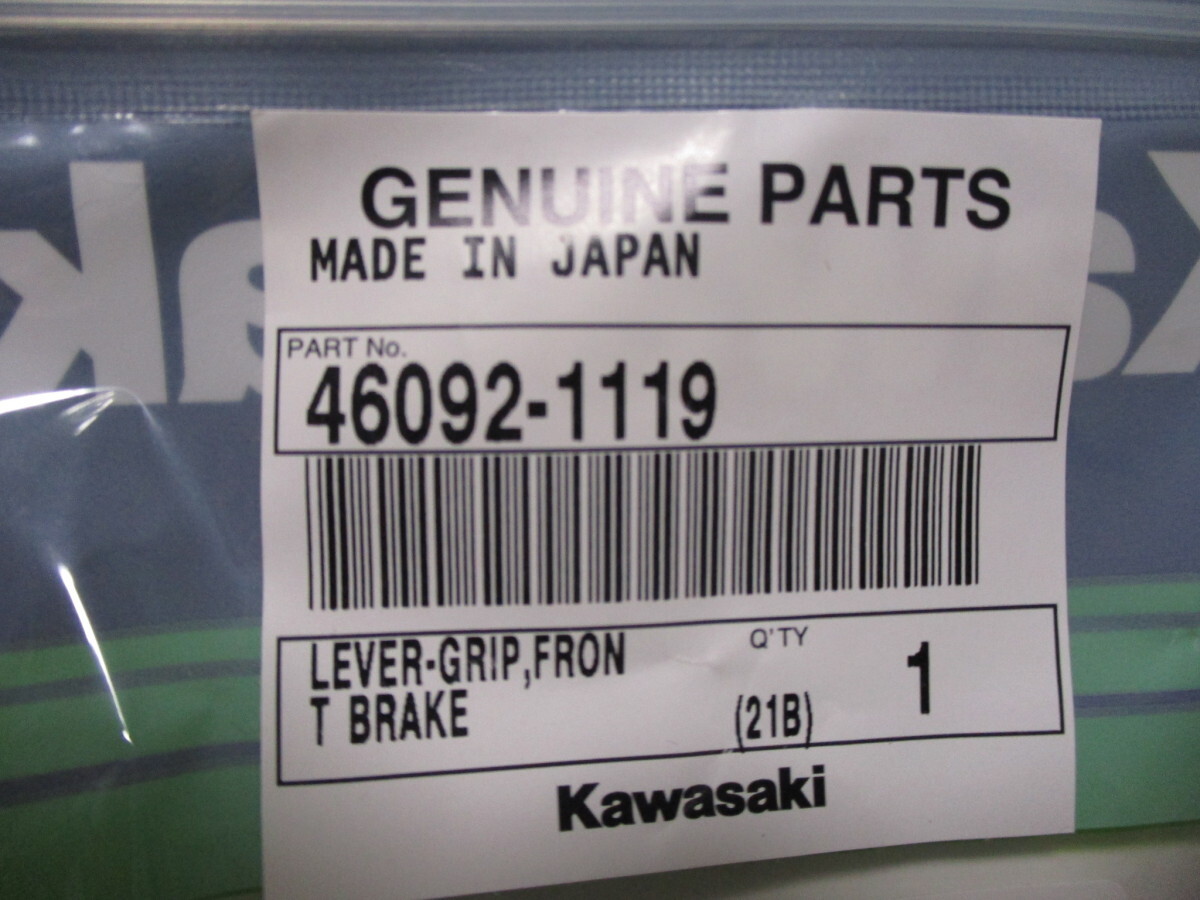 GENUINE PARTS
MADE IN JAPAN
PART No.
46092-1119
LEVER-GRIP,FRON
T BRAKE
Q'TY
(21B)
1
Kawasaki